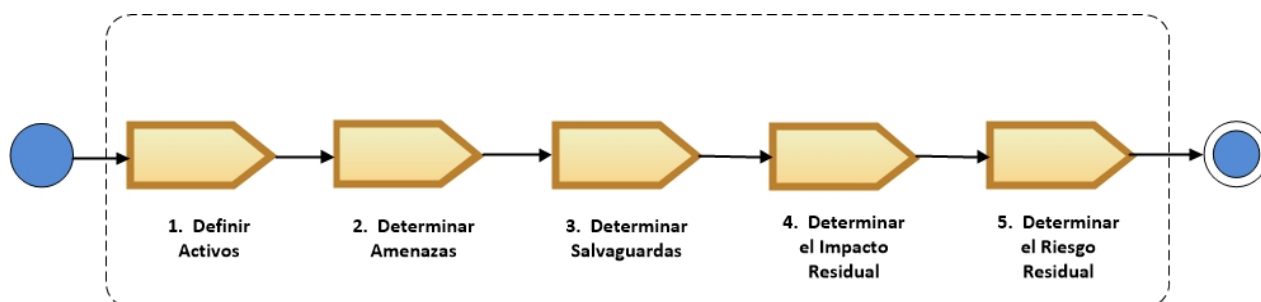 1. Definir
Activos
2. Determinar
Amenazas
3. Determinar
Salvaguardas
4. Determinar
el Impacto
Residual
5. Determinar
el Riesgo
Residual